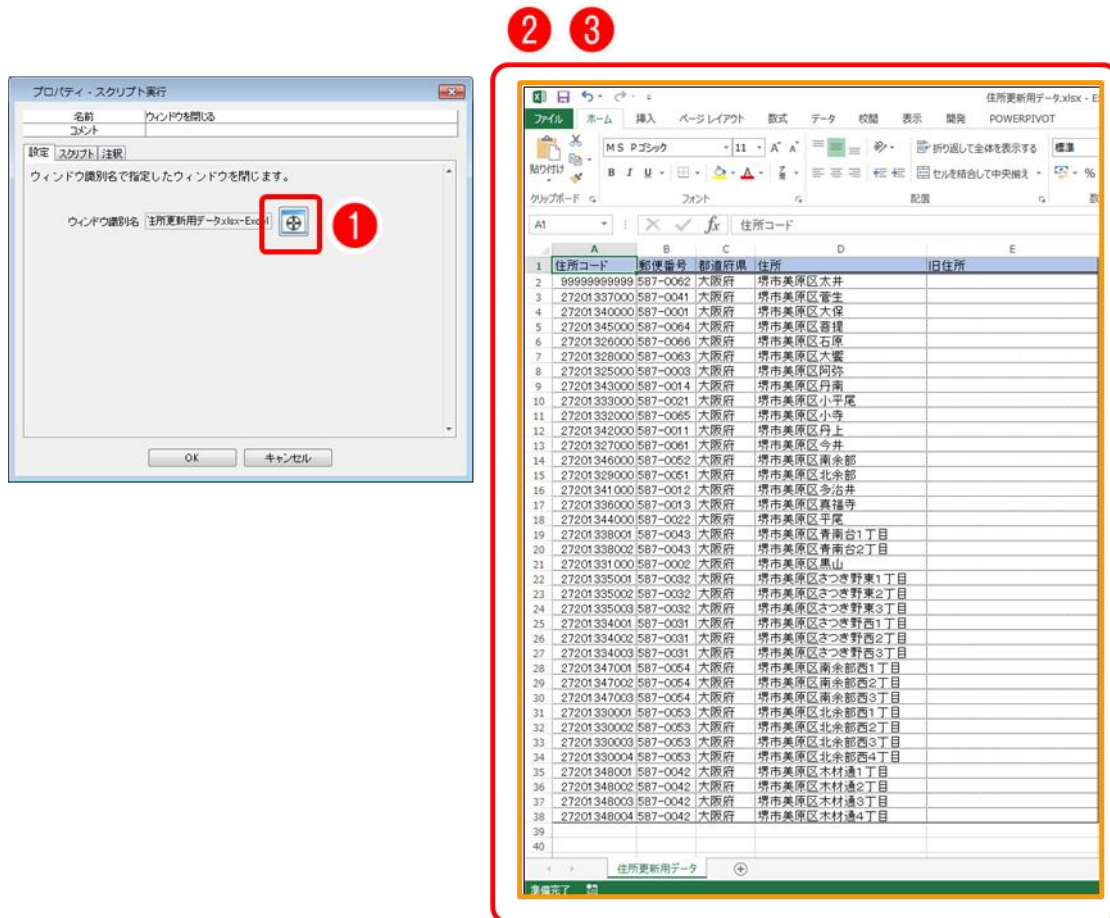 2 3
プロパティ - スクリプト実行
名前 ウィンドウを閉じる
コメント
設定 スクリプト 注釈
ウィンドウ識別名で指定したウィンドウを閉じます。
ウィンドウ識別名 住所更新用データ.xlsx-Excel
1
OK キャンセル
住所更新用データ.xlsx - E
ファイル ホーム 挿入 ページ レイアウト 数式 データ 校閲 表示 開発 POWERPIVOT
貼り付け MS Pゴシック 11 A A 折り返して全体を表示する 標準
B I U A セルを結合して中央揃え %
クリップボード フォント 配置 数
A1 fx 住所コード
A B C D E
1 住所コード 郵便番号 都道府県 住所 旧住所
2 99999999999 587-0062 大阪府 堺市美原区太井
3 27201337000 587-0041 大阪府 堺市美原区菅生
4 27201340000 587-0001 大阪府 堺市美原区大保
5 27201345000 587-0064 大阪府 堺市美原区菩提
6 27201326000 587-0066 大阪府 堺市美原区石原
7 27201328000 587-0063 大阪府 堺市美原区大饗
8 27201325000 587-0003 大阪府 堺市美原区阿弥
9 27201343000 587-0014 大阪府 堺市美原区丹南
10 27201333000 587-0021 大阪府 堺市美原区小平尾
11 27201332000 587-0065 大阪府 堺市美原区小寺
12 27201342000 587-0011 大阪府 堺市美原区丹上
13 27201327000 587-0061 大阪府 堺市美原区今井
14 27201346000 587-0052 大阪府 堺市美原区南余部
15 27201329000 587-0051 大阪府 堺市美原区北余部
16 27201341000 587-0012 大阪府 堺市美原区多治井
17 27201336000 587-0013 大阪府 堺市美原区真福寺
18 27201344000 587-0022 大阪府 堺市美原区平尾
19 27201338001 587-0043 大阪府 堺市美原区青南台1丁目
20 27201338002 587-0043 大阪府 堺市美原区青南台2丁目
21 27201331000 587-0002 大阪府 堺市美原区黒山
22 27201335001 587-0032 大阪府 堺市美原区さつき野東1丁目
23 27201335002 587-0032 大阪府 堺市美原区さつき野東2丁目
24 27201335003 587-0032 大阪府 堺市美原区さつき野東3丁目
25 27201334001 587-0031 大阪府 堺市美原区さつき野西1丁目
26 27201334002 587-0031 大阪府 堺市美原区さつき野西2丁目
27 27201334003 587-0031 大阪府 堺市美原区さつき野西3丁目
28 27201347001 587-0054 大阪府 堺市美原区南余部西1丁目
29 27201347002 587-0054 大阪府 堺市美原区南余部西2丁目
30 27201347003 587-0054 大阪府 堺市美原区南余部西3丁目
31 27201330001 587-0053 大阪府 堺市美原区北余部西1丁目
32 27201330002 587-0053 大阪府 堺市美原区北余部西2丁目
33 27201330003 587-0053 大阪府 堺市美原区北余部西3丁目
34 27201330004 587-0053 大阪府 堺市美原区北余部西4丁目
35 27201348001 587-0042 大阪府 堺市美原区木材通1丁目
36 27201348002 587-0042 大阪府 堺市美原区木材通2丁目
37 27201348003 587-0042 大阪府 堺市美原区木材通3丁目
38 27201348004 587-0042 大阪府 堺市美原区木材通4丁目
39
40
住所更新用データ
準備完了